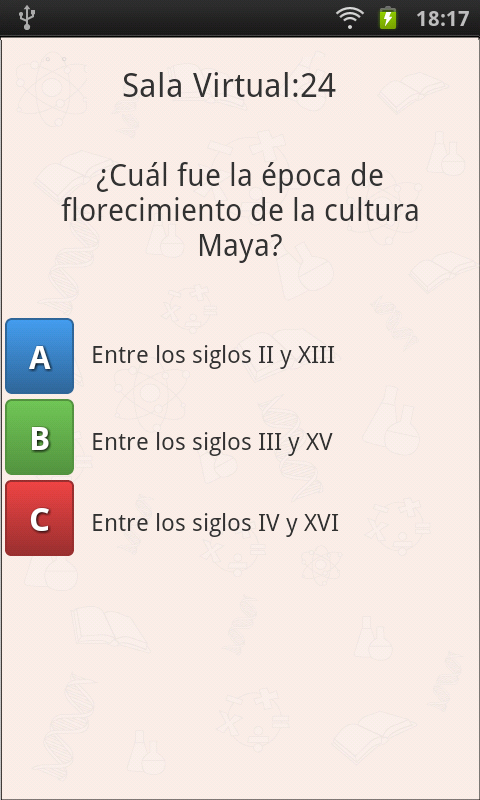 18:17
Sala Virtual:24
¿Cuál fue la época de
florecimiento de la cultura
Maya?
A
Entre los siglos II y XIII
B
Entre los siglos III y XV
C
Entre los siglos IV y XVI